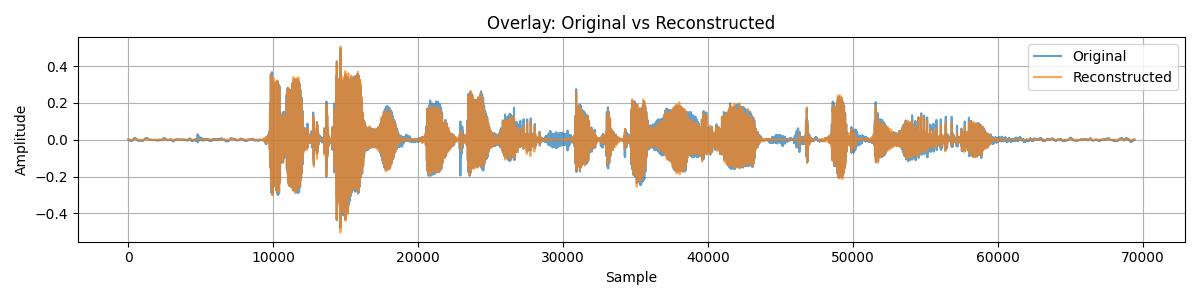 Overlay: Original vs Reconstructed
Original
Reconstructed
Amplitude
0.4
0.2
0.0
−0.2
−0.4
0 10000 20000 30000 40000 50000 60000 70000
Sample